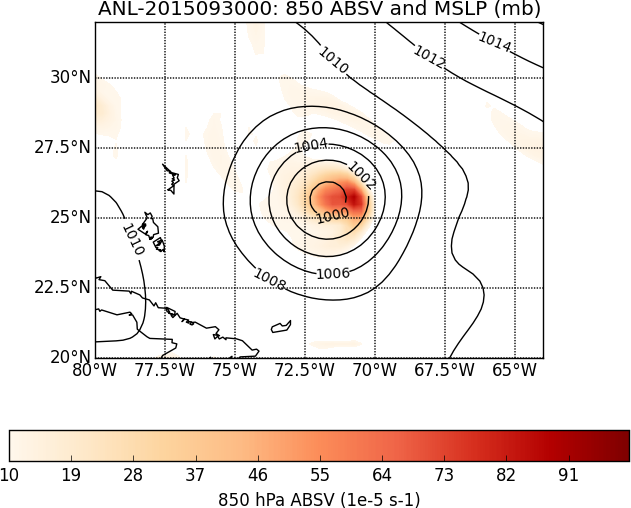 ANL-2015093000: 850 ABSV and MSLP (mb)
1014
1012
1010
30°N
1004
27.5°N
1002
1000
25°N
1010
1006
1008
22.5°N
20°N
80°W 77.5°W 75°W 72.5°W 70°W 67.5°W 65°W
10 19 28 37 46 55 64 73 82 91
850 hPa ABSV (1e-5 s-1)